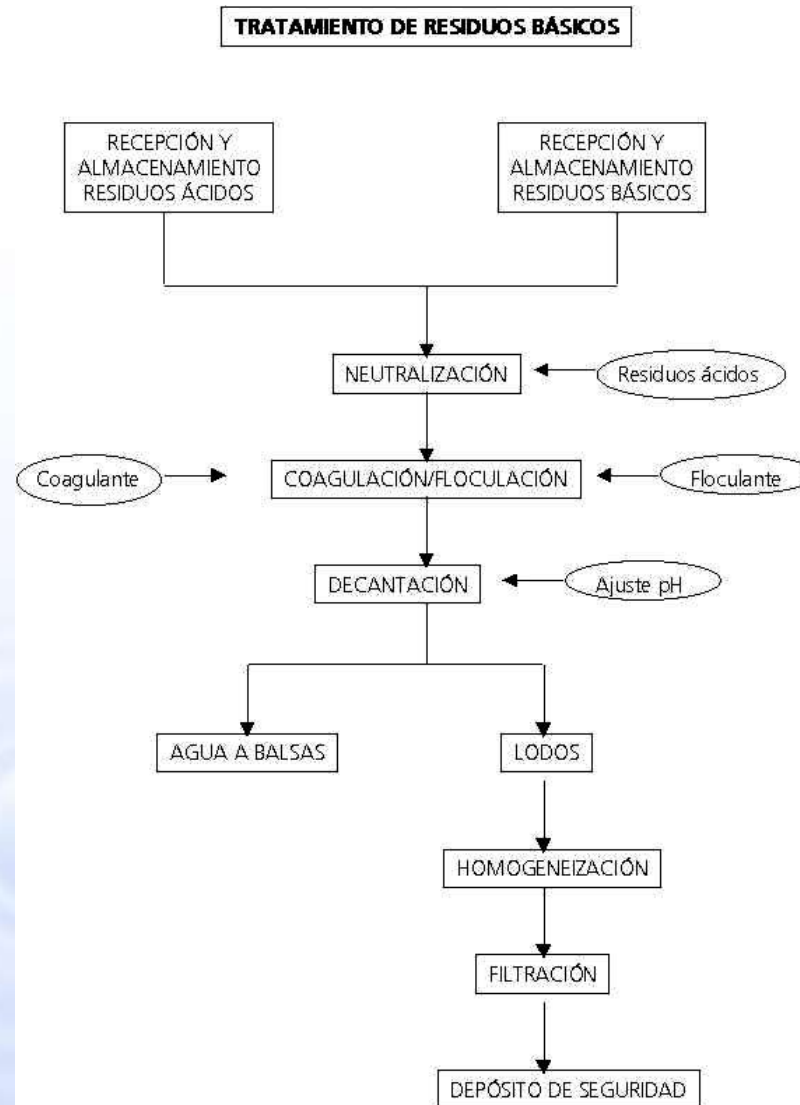 TRATAMIENTO DE RESIDUOS BÁSICOS
RECEPCIÓN Y
ALMACENAMIENTO
RESIDUOS ÁCIDOS
RECEPCIÓN Y
ALMACENAMIENTO
RESIDUOS BÁSICOS
NEUTRALIZACIÓN
Residuos ácidos
Coagulante
COAGULACIÓN/FLOCULACIÓN
Floculante
DECANTACIÓN
Ajuste pH
AGUA A BALSAS
LODOS
HOMOGENEIZACIÓN
FILTRACIÓN
DEPÓSITO DE SEGURIDAD